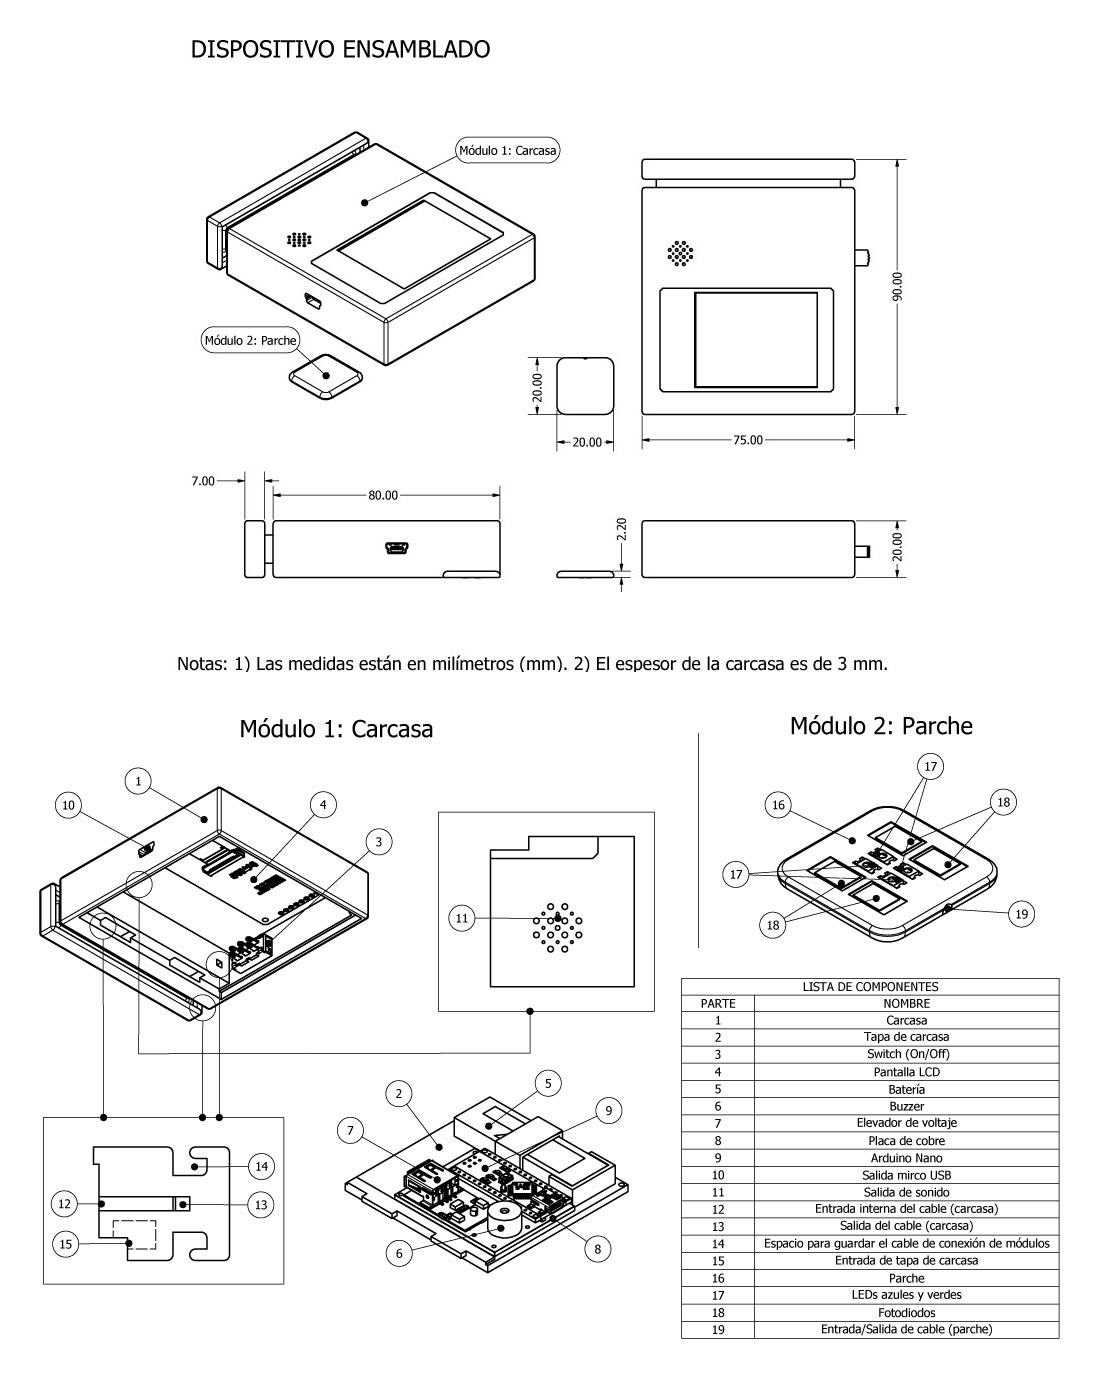 DISPOSITIVO ENSAMBLADO
Módulo 1: Carcasa
Módulo 2: Parche
90.00
20.00
20.00
75.00
7.00
80.00
2.20
20.00
Notas: 1) Las medidas están en milímetros (mm). 2) El espesor de la carcasa es de 3 mm.
Módulo 1: Carcasa
1
10
4
3
11
14
12
13
15
5
2
9
7
6
8
Módulo 2: Parche
17
16
18
17
18
19
LISTA DE COMPONENTES
PARTE NOMBRE
1 Carcasa
2 Tapa de carcasa
3 Switch (On/Off)
4 Pantalla LCD
5 Batería
6 Buzzer
7 Elevador de voltaje
8 Placa de cobre
9 Arduino Nano
10 Salida mirco USB
11 Salida de sonido
12 Entrada interna del cable (carcasa)
13 Salida del cable (carcasa)
14 Espacio para guardar el cable de conexión de módulos
15 Entrada de tapa de carcasa
16 Parche
17 LEDs azules y verdes
18 Fotodiodos
19 Entrada/Salida de cable (parche)